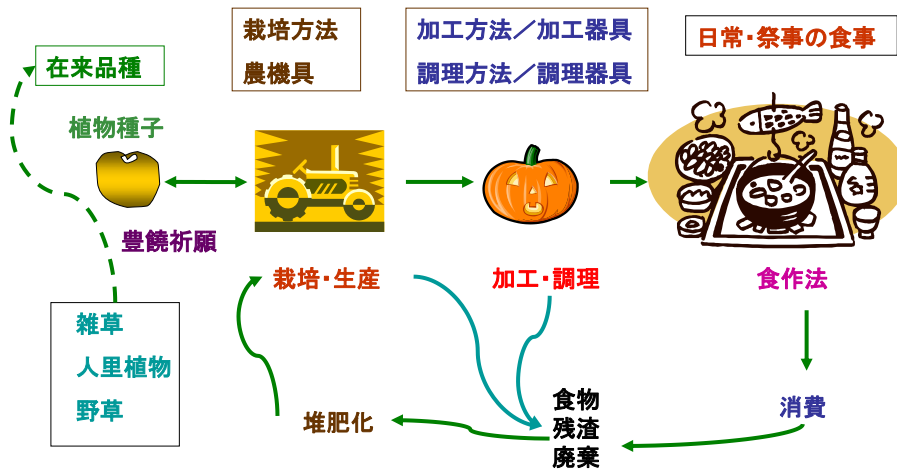 栽培方法
農機具
加工方法／加工器具
調理方法／調理器具
日常・祭事の食事
在来品種
植物種子
豊饒祈願
栽培・生産
加工・調理
食作法
雑草
人里植物
野草
堆肥化
食物
残渣
廃棄
消費